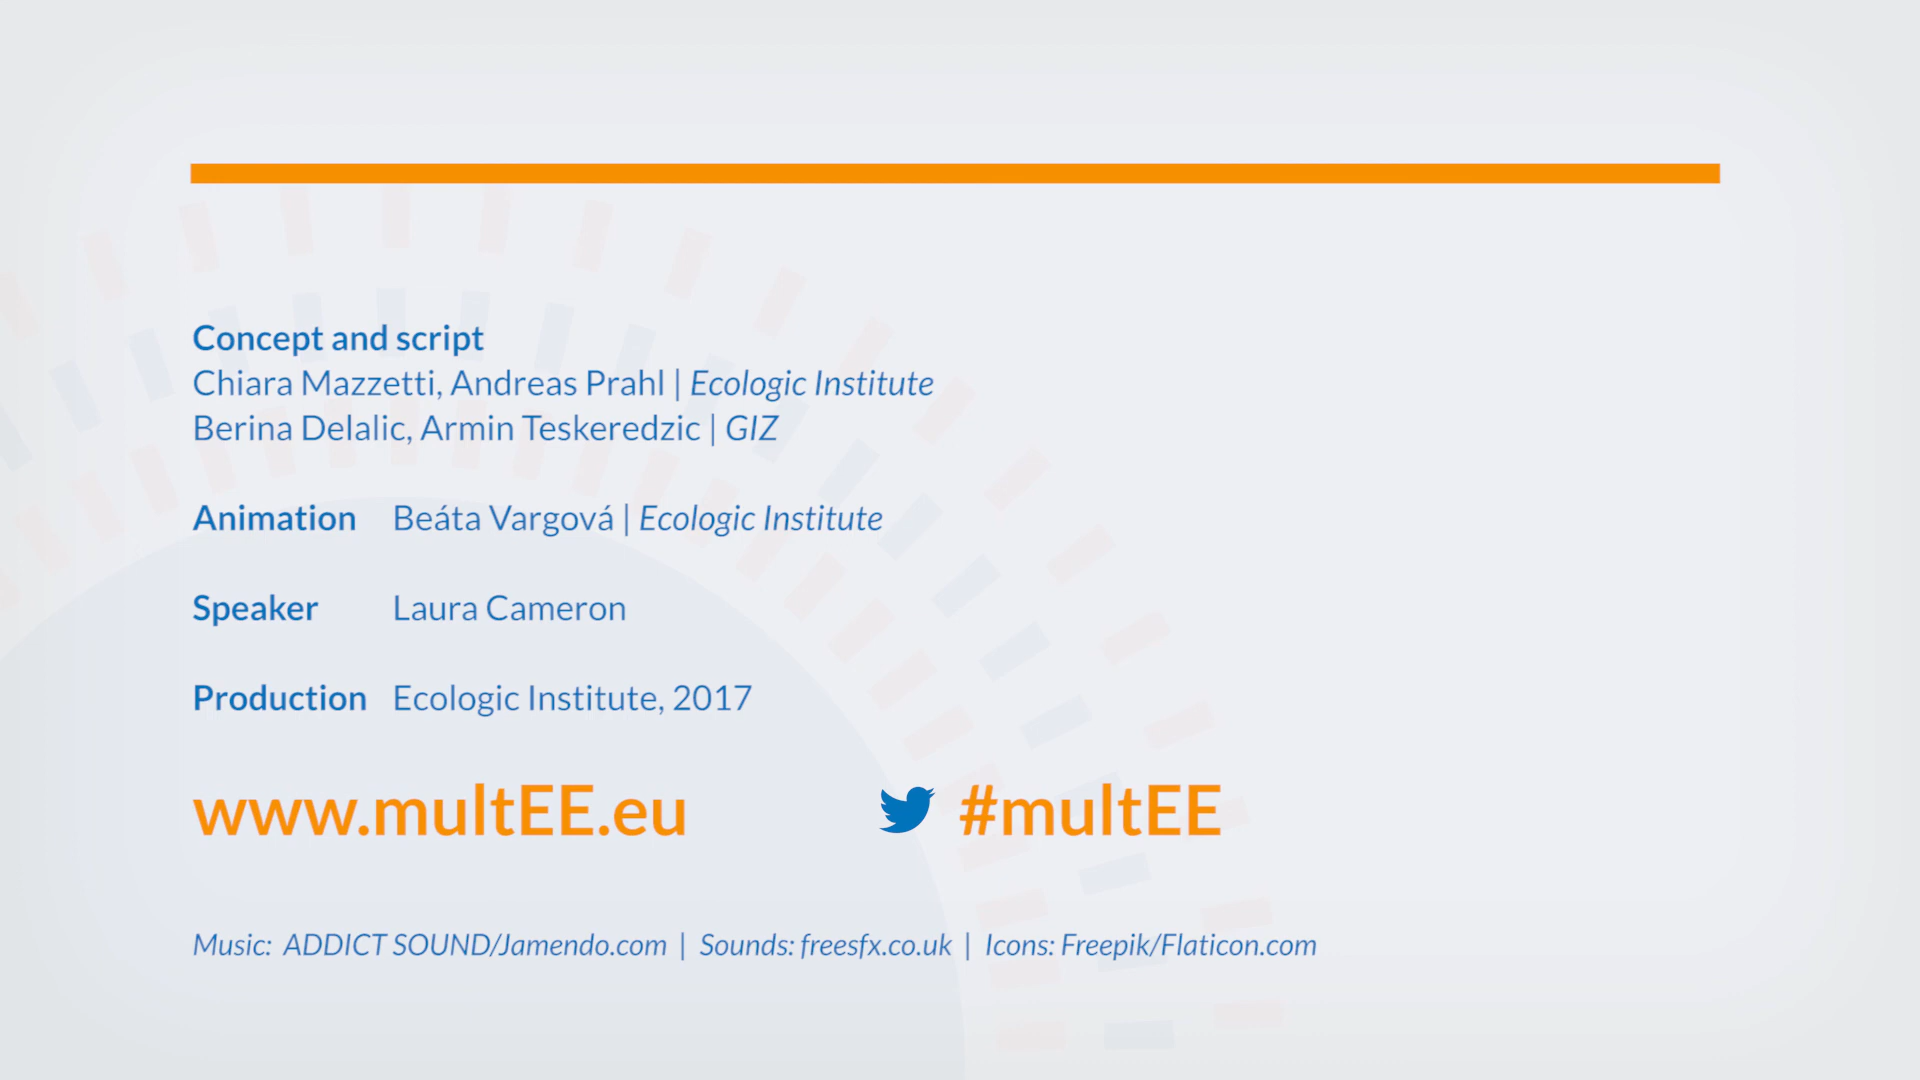 Concept and script
Chiara Mazzetti, Andreas Prahl | Ecologic Institute
Berina Delalic, Armin Teskeredzic | GIZ
Animation Beáta Vargová | Ecologic Institute
Speaker Laura Cameron
Production Ecologic Institute, 2017
www.multEE.eu #multEE
Music: ADDICT SOUND/Jamendo.com | Sounds: freesfx.co.uk | Icons: Freepik/Flaticon.com